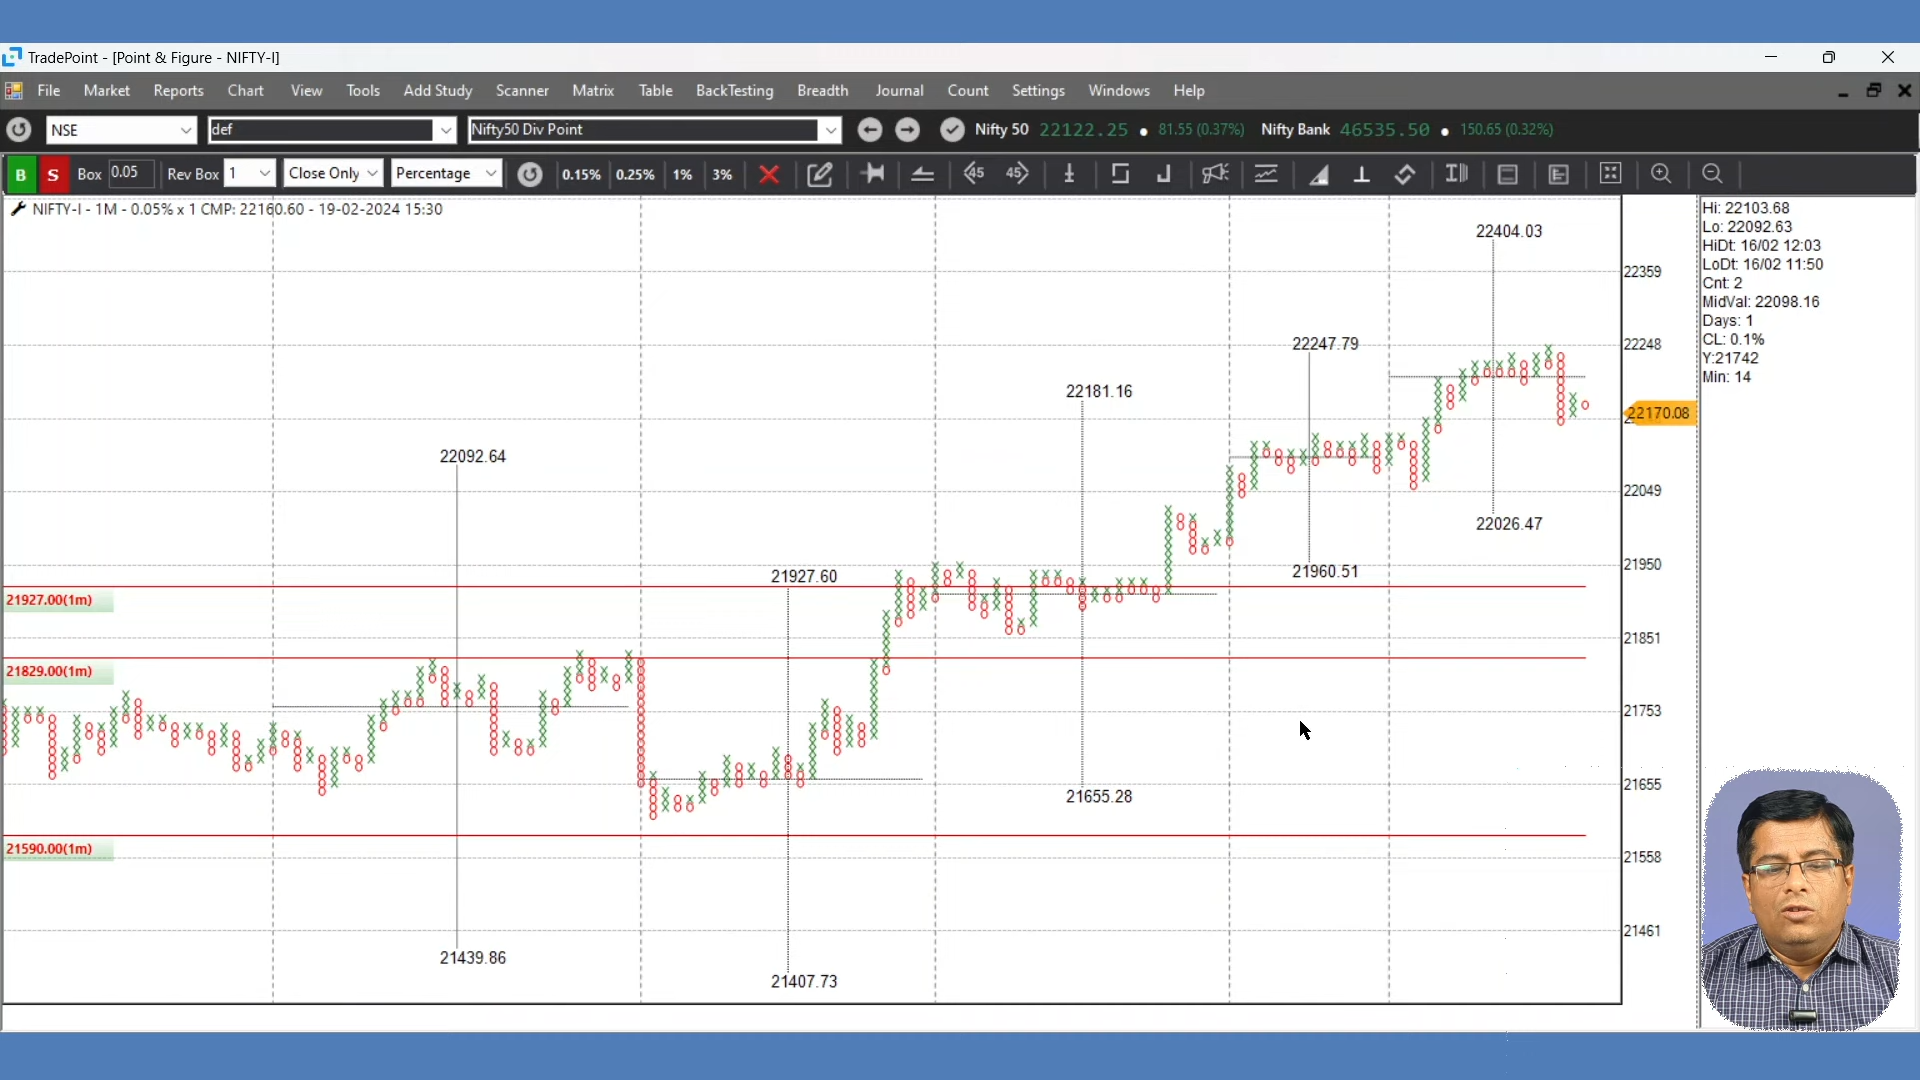 TradePoint - [Point & Figure - NIFTY-I]
File Market Reports Chart View Tools Add Study Scanner Matrix Table BackTesting Breadth Journal Count Settings Windows Help
NSE def Nifty50 Div Point Nifty 50 22122.25 ● 81.55 (0.37%) Nifty Bank 46535.50 ● 150.65 (0.32%)
B S Box 0.05 Rev Box 1 Close Only Percentage 0.15% 0.25% 1% 3% 45 45
NIFTY-I - 1M - 0.05% x 1 CMP: 22160.60 - 19-02-2024 15:30
Hi: 22103.68
Lo: 22092.63
HiDt: 16/02 12:03
LoDt: 16/02 11:50
Cnt: 2
MidVal: 22098.16
Days: 1
CL: 0.1%
Y:21742
Min: 14
22404.03
22359
22247.79
22248
22181.16
22170.08
22092.64
22049
22026.47
21960.51
21950
21927.60
21927.00(1m)
21851
21829.00(1m)
21753
21655
21655.28
21590.00(1m)
21558
21461
21439.86
21407.73